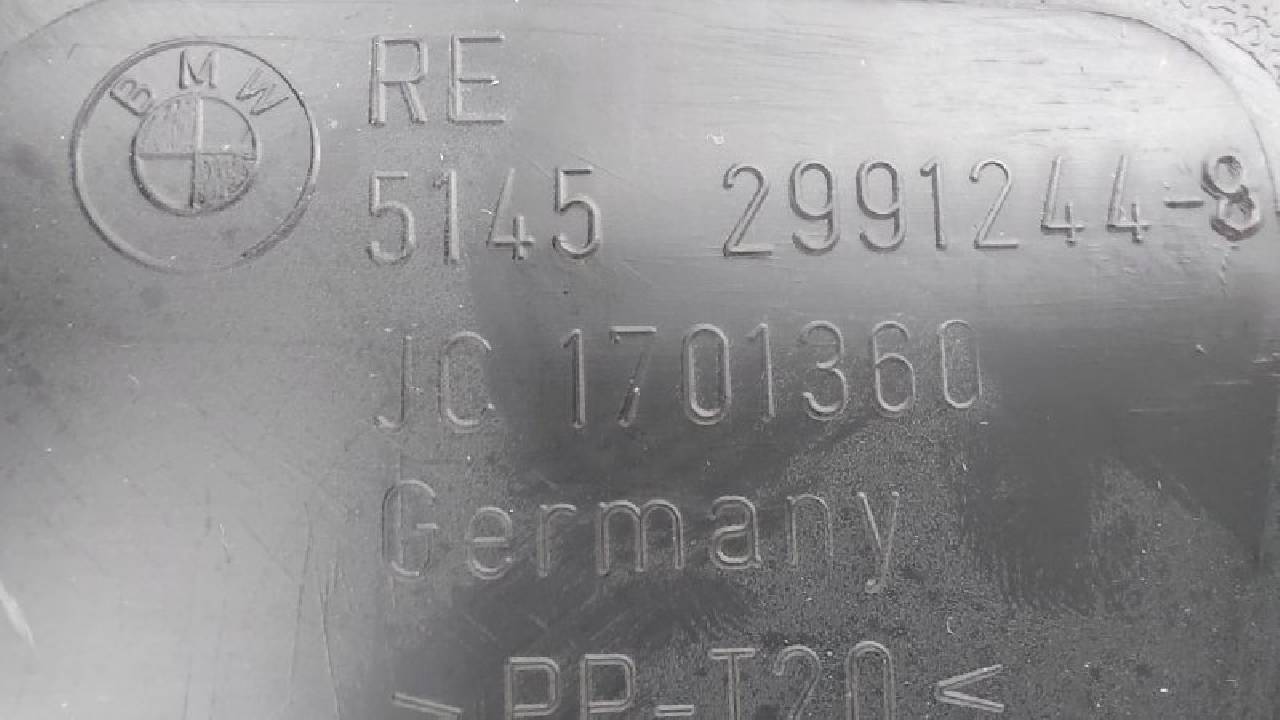 BMW
RE
5145 2991244-8
JC 1701360
Germany
>PP-T20<